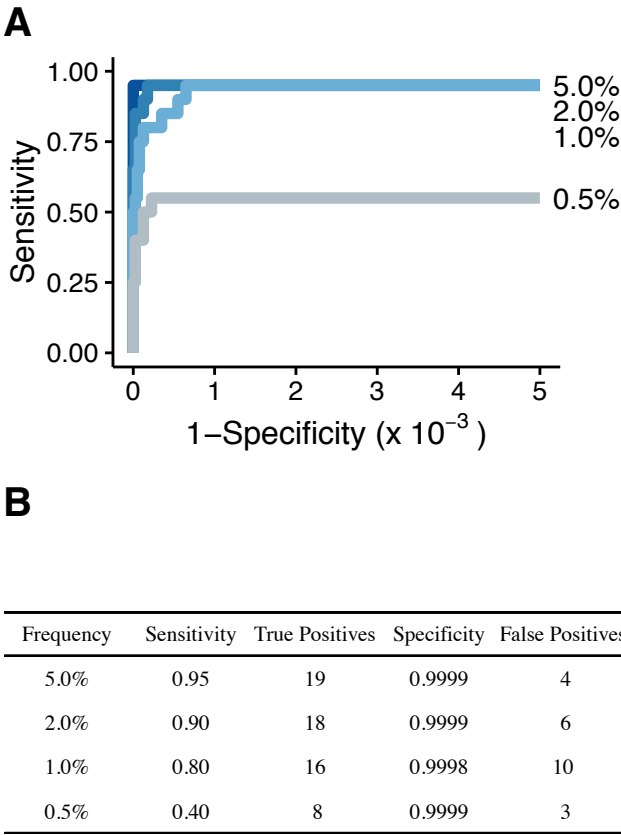 A
1.00
0.75
0.50
0.25
0.00
Sensitivity
5.0%
2.0%
1.0%
0.5%
0 1 2 3 4 5
1−Specificity (x 10−3 )
B
Frequency Sensitivity True Positives Specificity False Positives
5.0% 0.95 19 0.9999 4
2.0% 0.90 18 0.9999 6
1.0% 0.80 16 0.9998 10
0.5% 0.40 8 0.9999 3